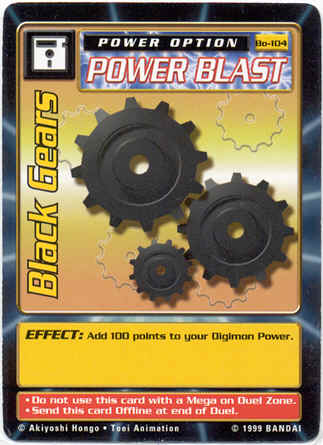 POWER OPTION
Bo-104
POWER BLAST
Black Gears
EFFECT: Add 100 points to your Digimon Power.
• Do not use this card with a Mega on Duel Zone.
• Send this card Offline at end of Duel.
© Akiyoshi Hongo • Toei Animation © 1999 BANDAI